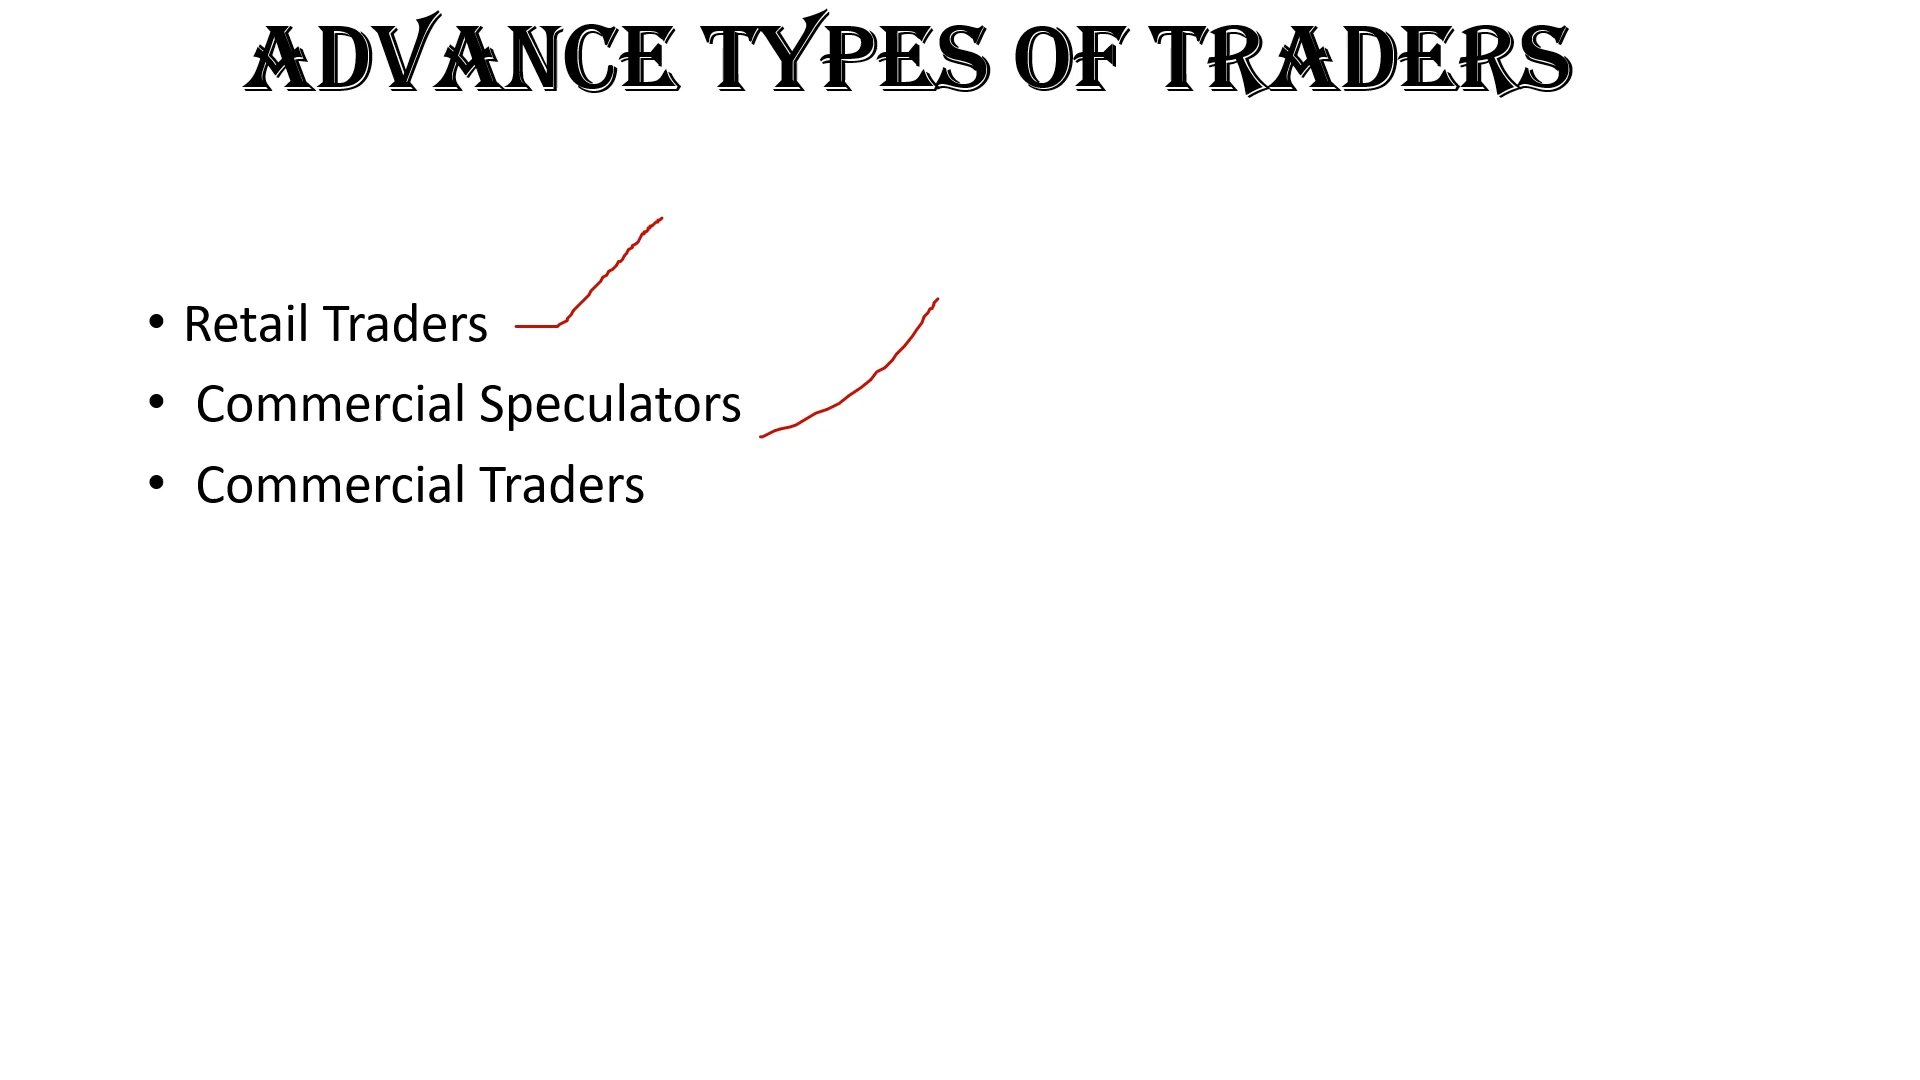 ADVANCE TYPES OF TRADERS
• Retail Traders
• Commercial Speculators
• Commercial Traders